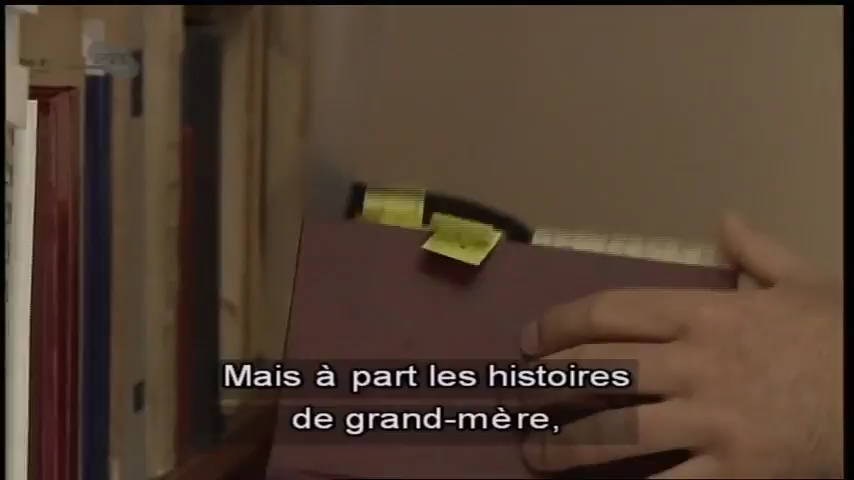 Mais à part les histoires
de grand-mère,